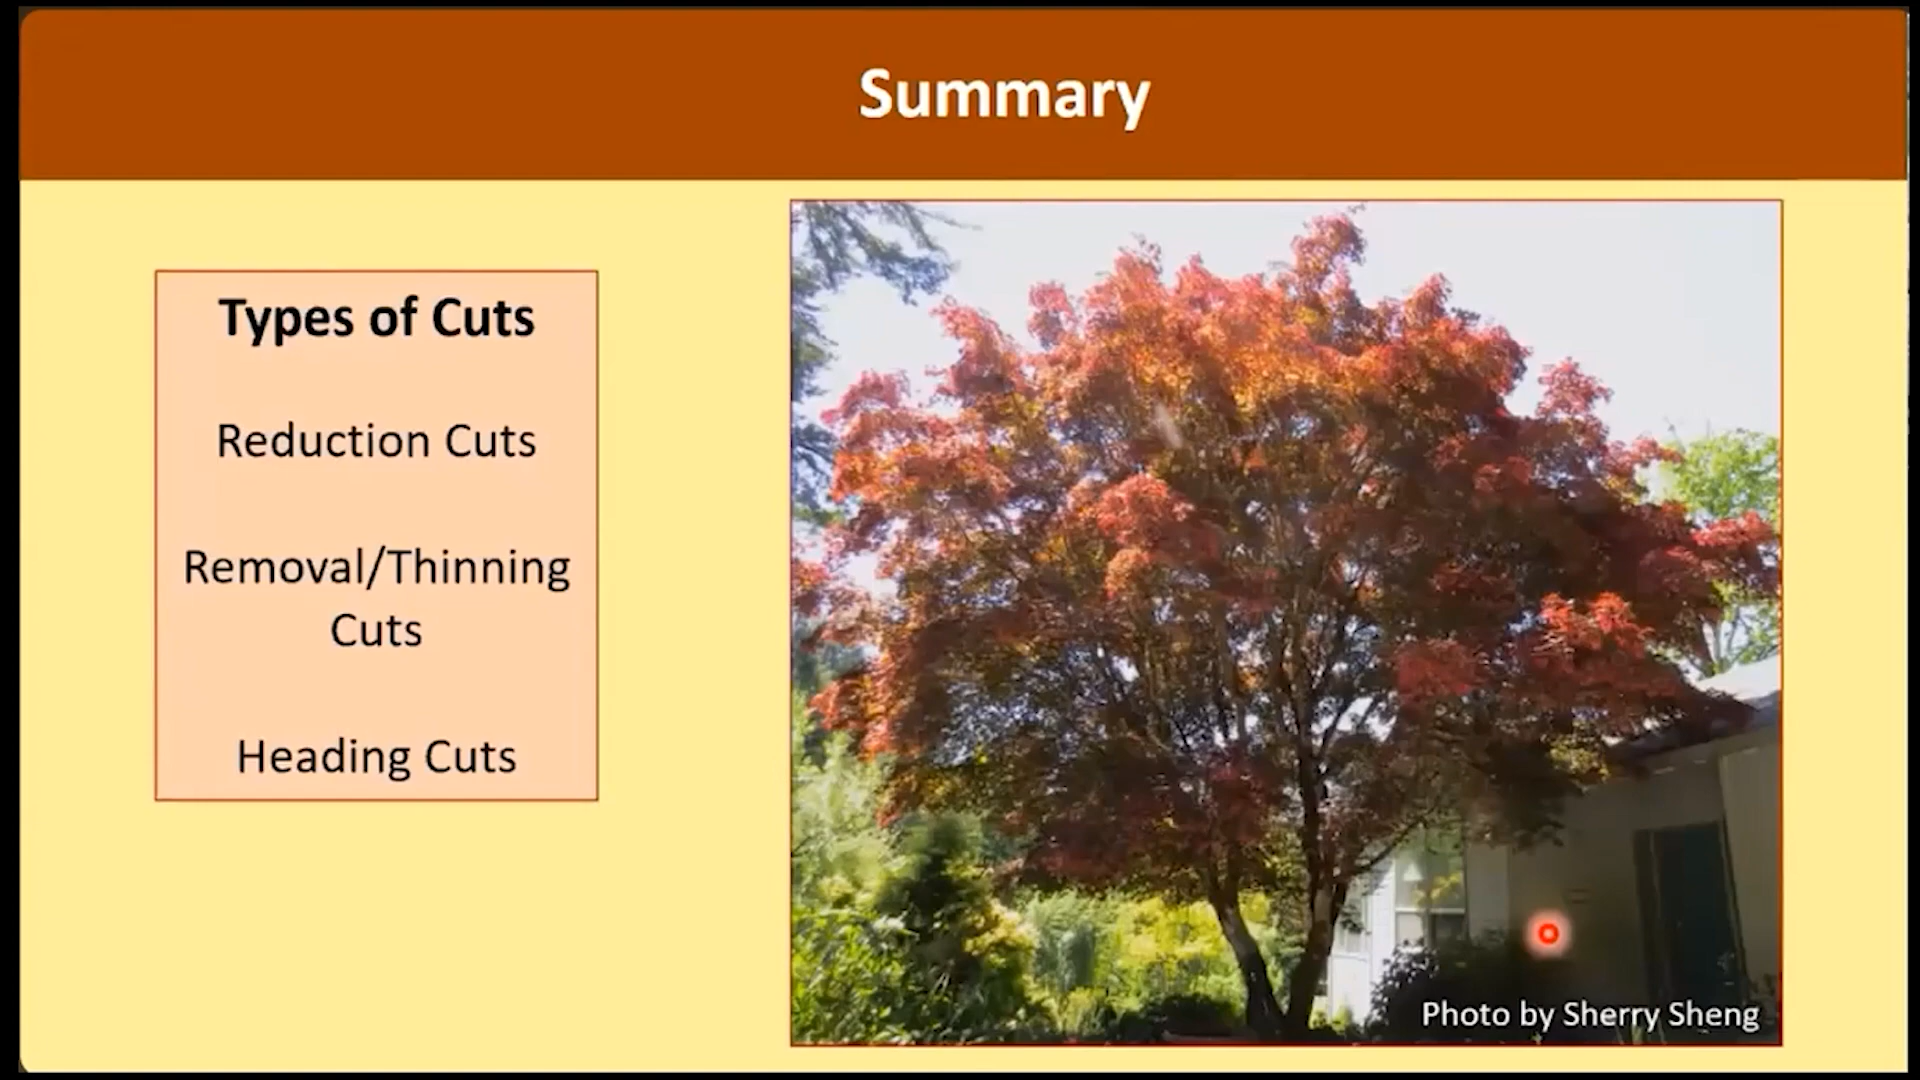 Summary
Types of Cuts
Reduction Cuts
Removal/Thinning
Cuts
Heading Cuts
Photo by Sherry Sheng